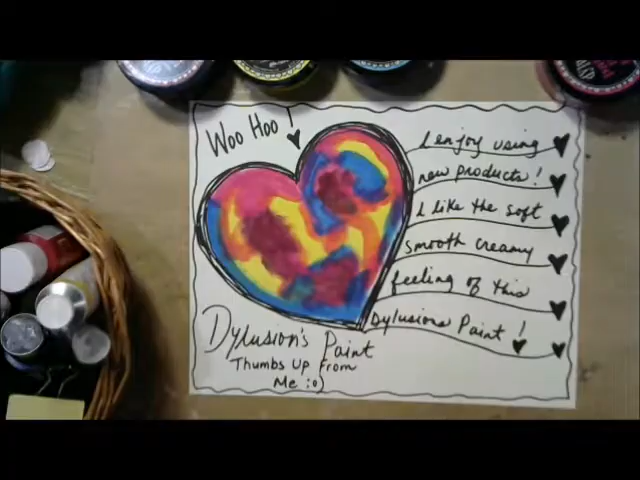 Woo Hoo!
I enjoy using
new products!
I like the soft
smooth creamy
feeling of this
Dylusions Paint!
Dylusion's Paint
Thumbs Up From
Me :o)